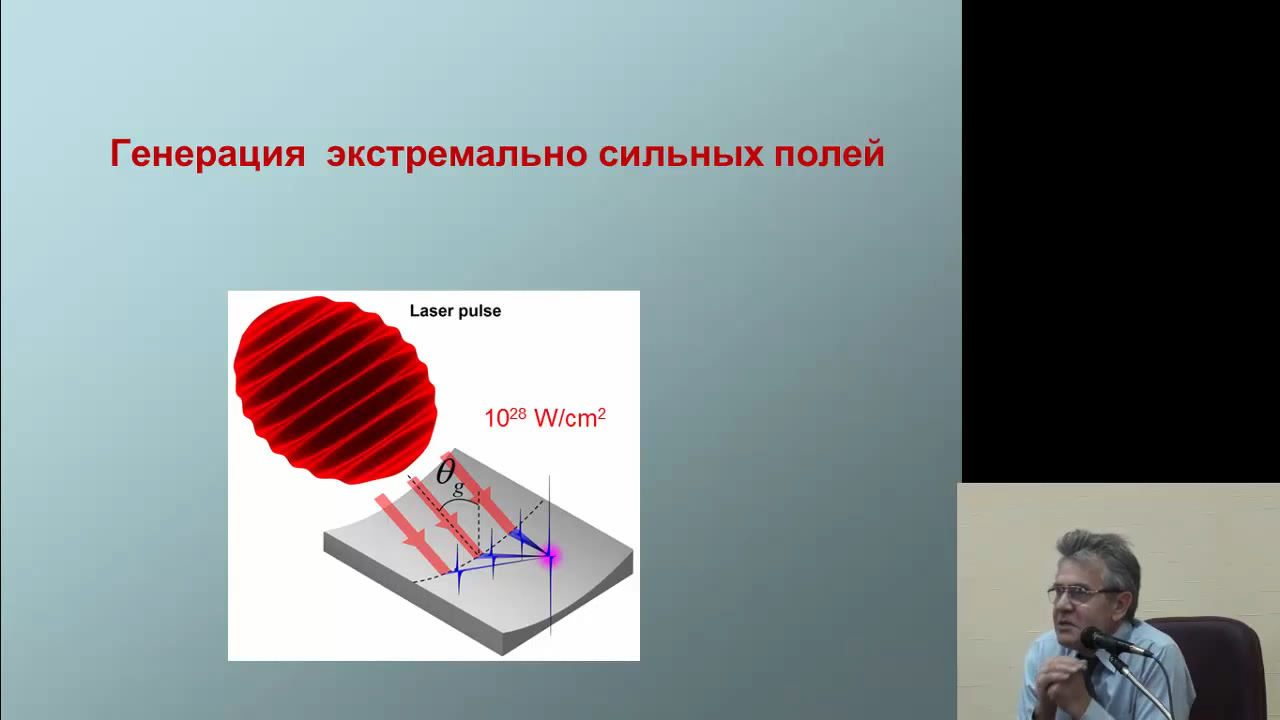 Генерация экстремально сильных полей
Laser pulse
10²⁸ W/cm²
θg